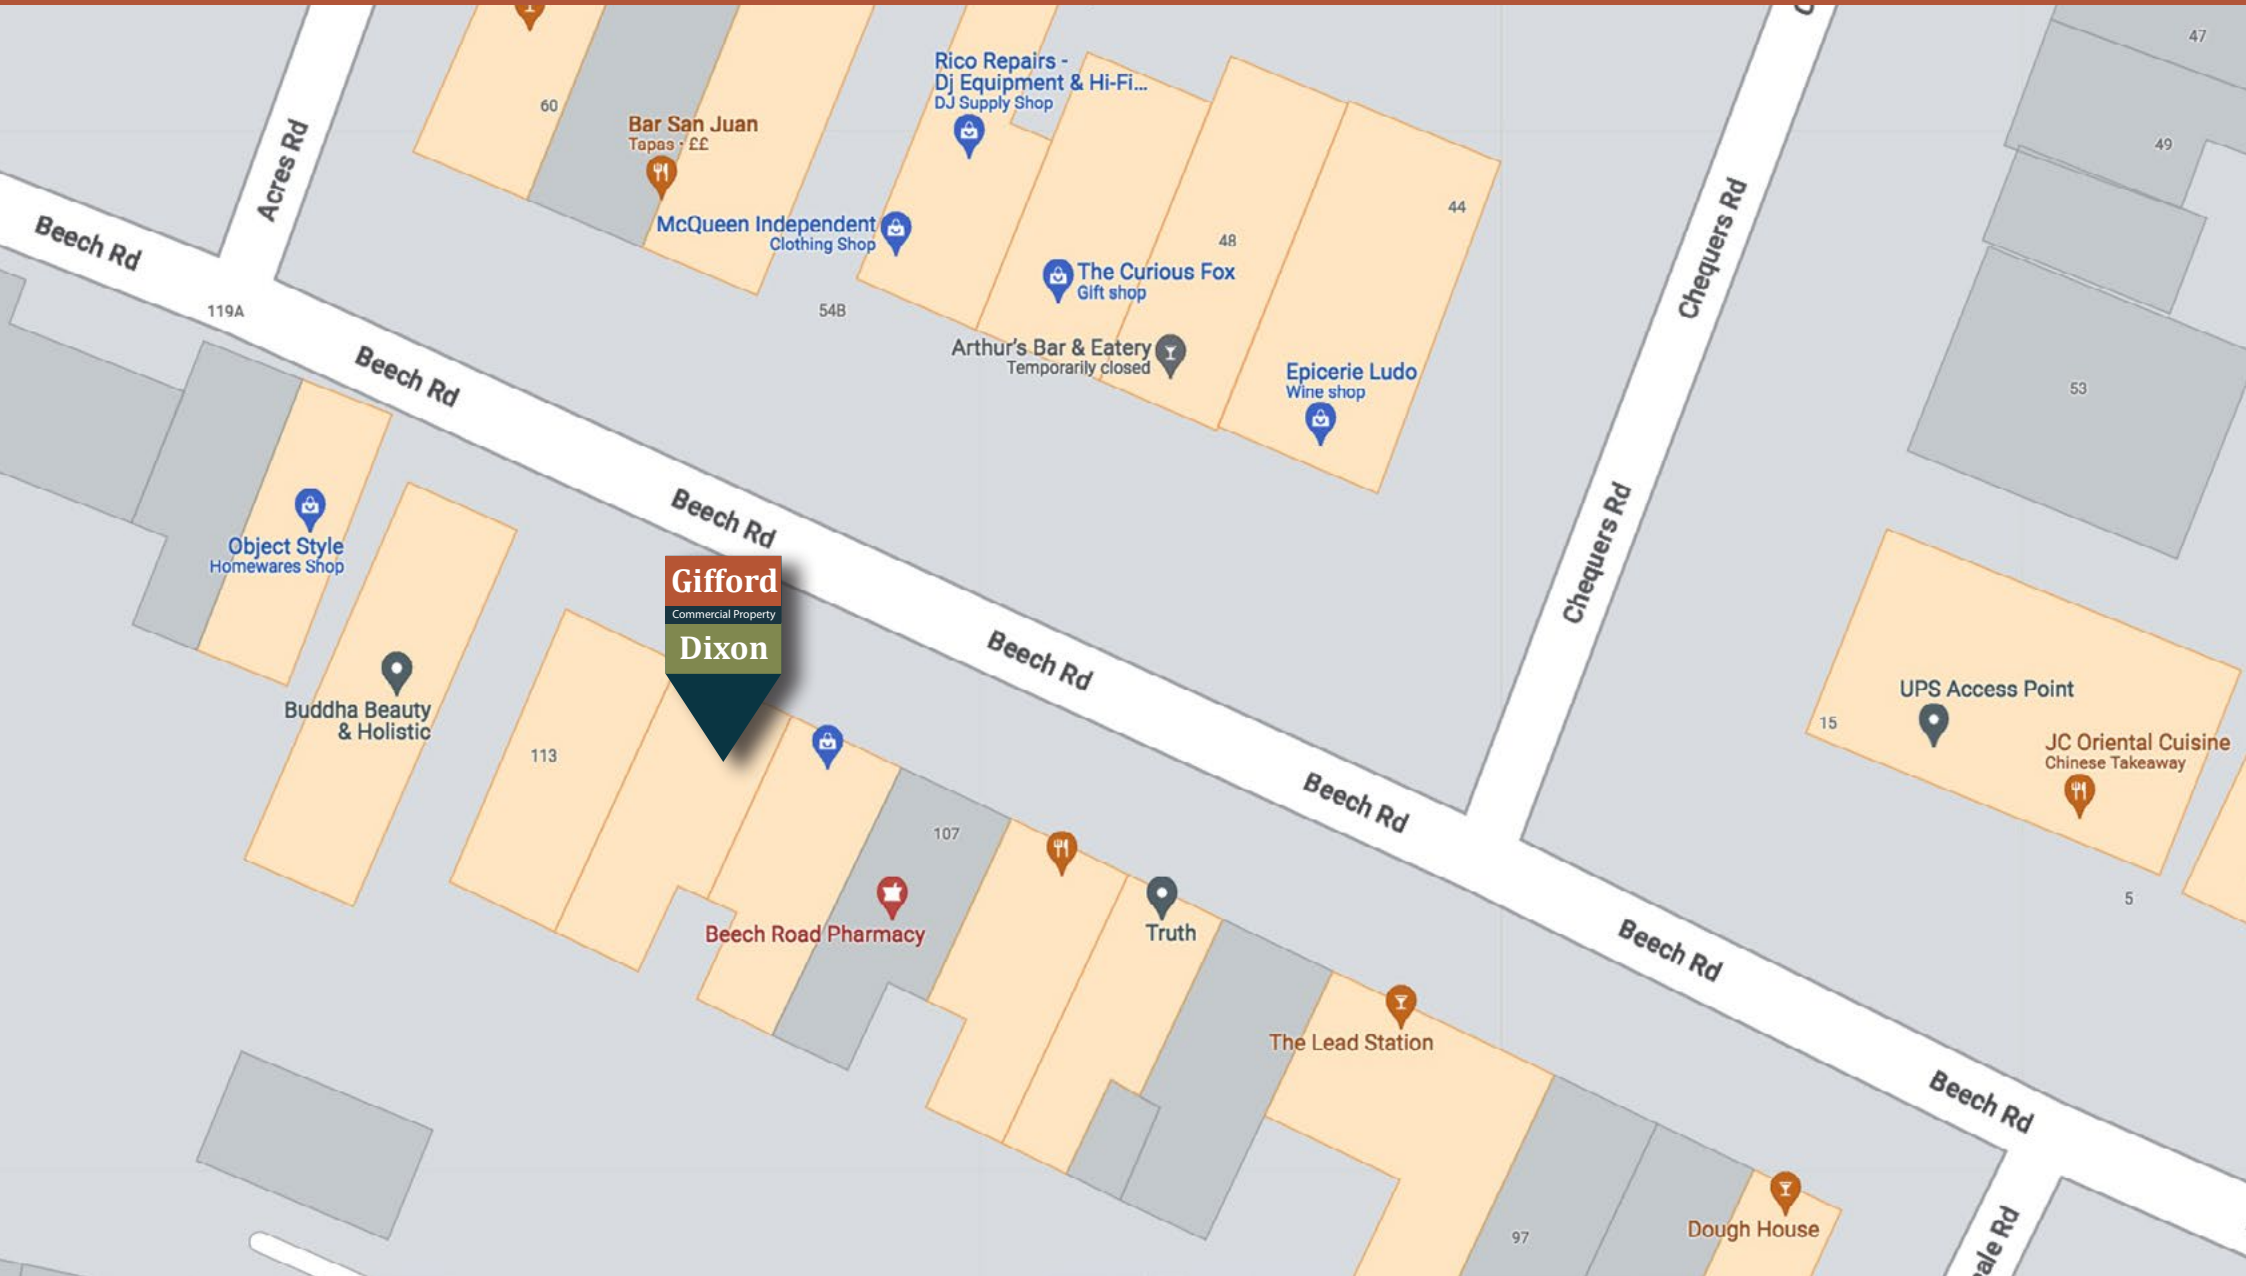 47
Rico Repairs -
Dj Equipment & Hi-Fi...
DJ Supply Shop
60
Bar San Juan
Tapas · ££
Acres Rd
49
44
Chequers Rd
Beech Rd
McQueen Independent
Clothing Shop
48
The Curious Fox
Gift shop
119A
54B
Arthur's Bar & Eatery
Temporarily closed
Beech Rd
Epicerie Ludo
Wine shop
53
Beech Rd
Object Style
Homewares Shop
Chequers Rd
Gifford
Commercial Property
Dixon
Beech Rd
UPS Access Point
Buddha Beauty
& Holistic
15
JC Oriental Cuisine
Chinese Takeaway
113
Beech Rd
107
5
Beech Road Pharmacy
Truth
Beech Rd
The Lead Station
Beech Rd
Dough House
97